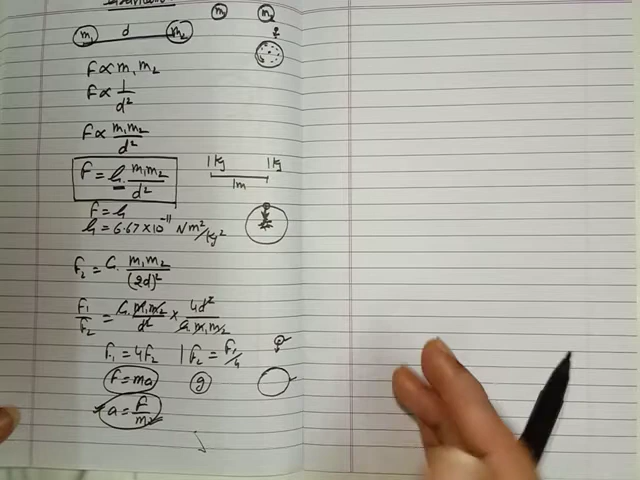 m₁ m₂
m₁ d m₂
F ∝ m₁ m₂
F ∝ 1/d²
F ∝ m₁m₂/d²
1kg 1kg
F = G. m₁m₂/d²
1m
F = G
G = 6.67 × 10⁻¹¹ Nm²/kg²
F₂ = G. m₁m₂/(2d)²
F₁/F₂ = G.m₁m₂/d² × 4d²/G.m₁m₂
F₁ = 4F₂ | F₂ = F₁/4
F = ma g
a = F/m